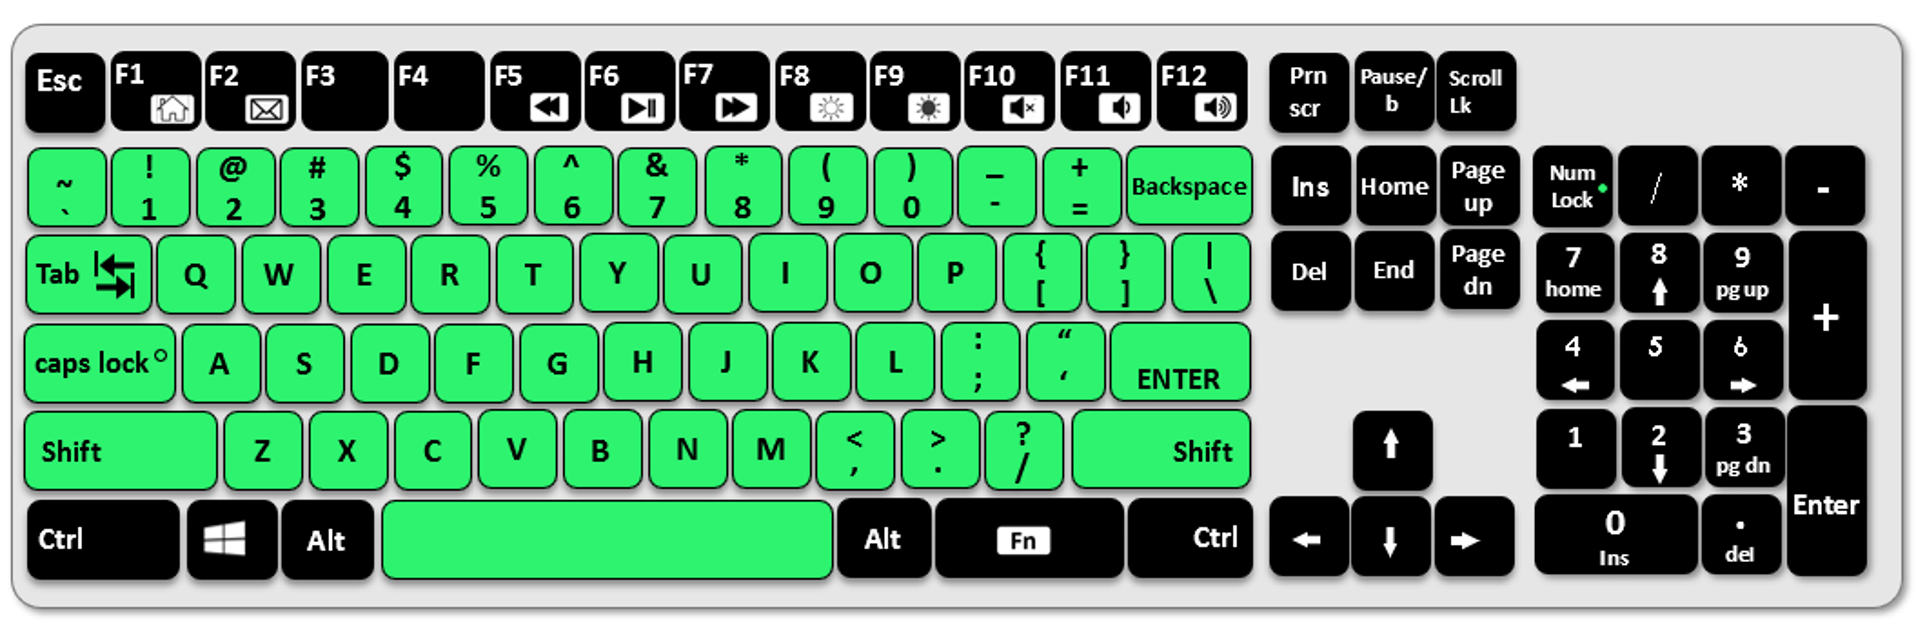 Esc F1 F2 F3 F4 F5 F6 F7 F8 F9 F10 F11 F12 Prn scr Pause/ b Scroll Lk
~ ` ! 1 @ 2 # 3 $ 4 % 5 ^ 6 & 7 * 8 ( 9 ) 0 _ - + = Backspace Ins Home Page up Num Lock / * -
Tab Q W E R T Y U I O P { [ } ] | \ Del End Page dn 7 home 8 9 pg up +
caps lock A S D F G H J K L : ; “ ‘ ENTER 4 5 6
Shift Z X C V B N M < , > . ? / Shift 1 2 3 pg dn Enter
Ctrl Alt Alt Fn Ctrl 0 Ins . del